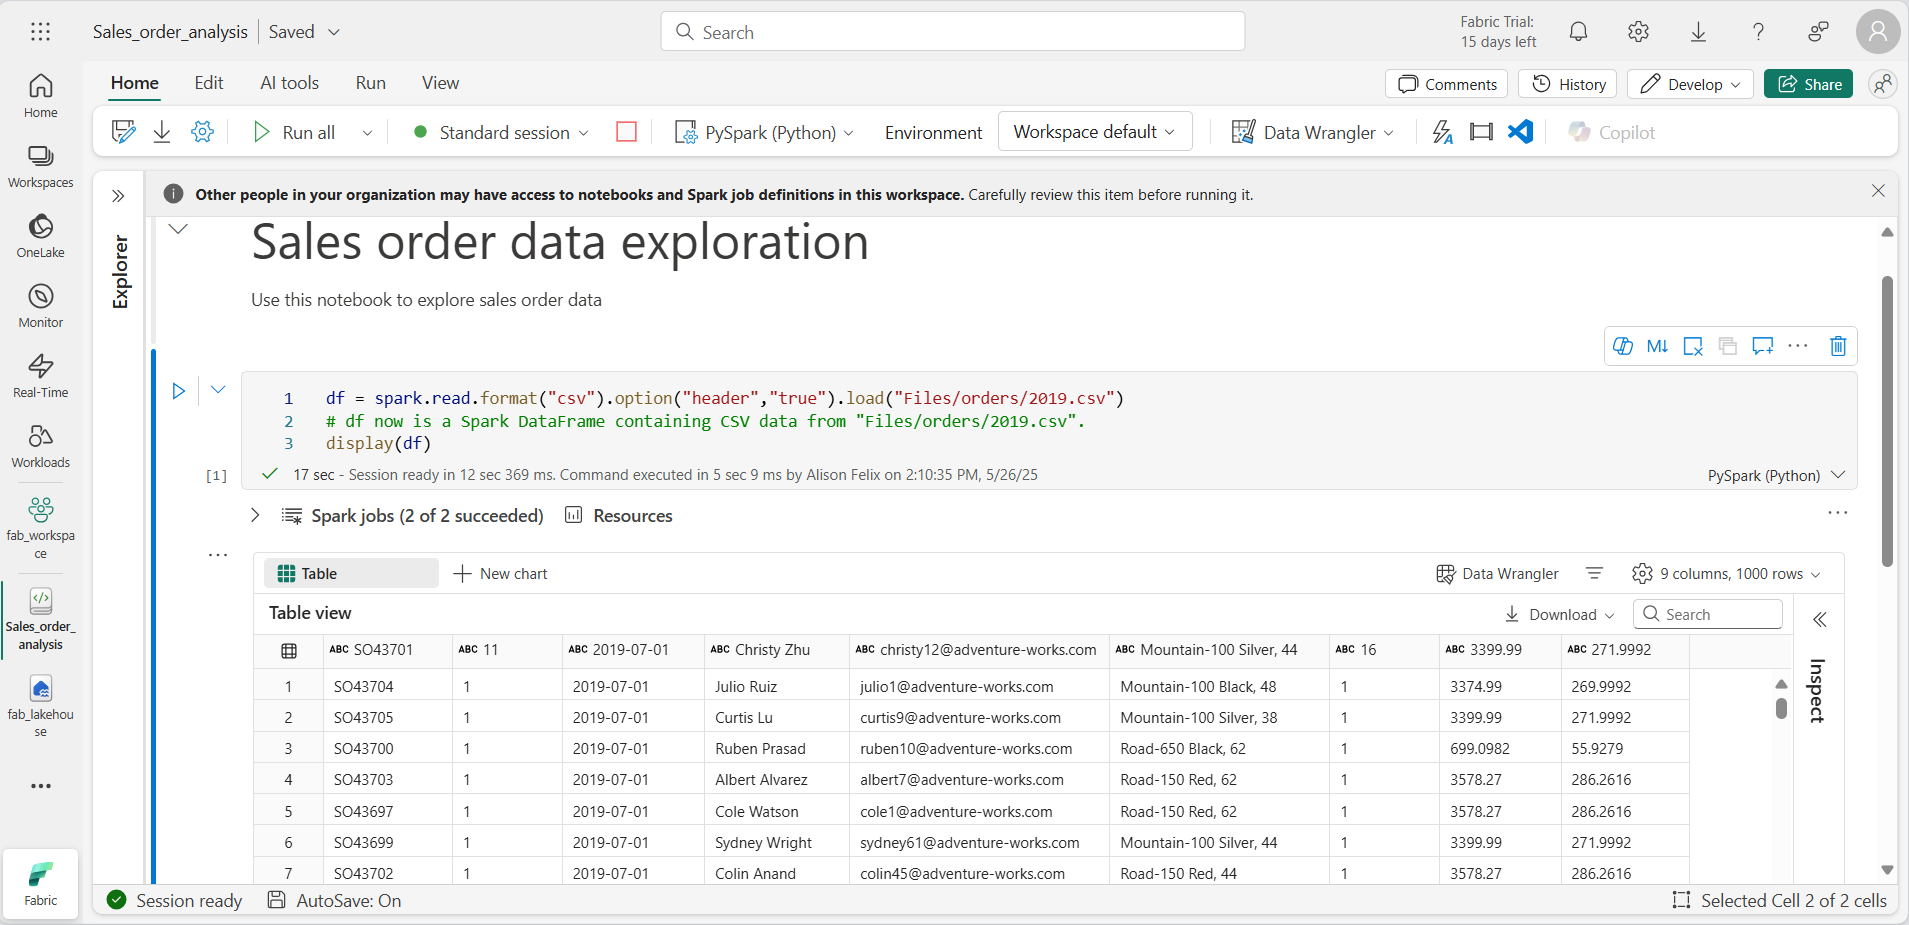 Sales_order_analysis | Saved
Search
Fabric Trial:
15 days left
Home Edit AI tools Run View
Comments History Develop Share
Run all Standard session PySpark (Python) Environment Workspace default Data Wrangler Copilot
Home
Workspaces
OneLake
Monitor
Real-Time
Workloads
fab_workspa
ce
Sales_order_
analysis
fab_lakehou
se
Fabric
Explorer
Other people in your organization may have access to notebooks and Spark job definitions in this workspace. Carefully review this item before running it.
Sales order data exploration
Use this notebook to explore sales order data
M↓
1 df = spark.read.format("csv").option("header","true").load("Files/orders/2019.csv")
2 # df now is a Spark DataFrame containing CSV data from "Files/orders/2019.csv".
3 display(df)
[1] 17 sec - Session ready in 12 sec 369 ms. Command executed in 5 sec 9 ms by Alison Felix on 2:10:35 PM, 5/26/25 PySpark (Python)
Spark jobs (2 of 2 succeeded) Resources
Table New chart Data Wrangler 9 columns, 1000 rows
Table view Download Search
ABC SO43701 ABC 11 ABC 2019-07-01 ABC Christy Zhu ABC christy12@adventure-works.com ABC Mountain-100 Silver, 44 ABC 16 ABC 3399.99 ABC 271.9992
1 SO43704 1 2019-07-01 Julio Ruiz julio1@adventure-works.com Mountain-100 Black, 48 1 3374.99 269.9992
2 SO43705 1 2019-07-01 Curtis Lu curtis9@adventure-works.com Mountain-100 Silver, 38 1 3399.99 271.9992
3 SO43700 1 2019-07-01 Ruben Prasad ruben10@adventure-works.com Road-650 Black, 62 1 699.0982 55.9279
4 SO43703 1 2019-07-01 Albert Alvarez albert7@adventure-works.com Road-150 Red, 62 1 3578.27 286.2616
5 SO43697 1 2019-07-01 Cole Watson cole1@adventure-works.com Road-150 Red, 62 1 3578.27 286.2616
6 SO43699 1 2019-07-01 Sydney Wright sydney61@adventure-works.com Mountain-100 Silver, 44 1 3399.99 271.9992
7 SO43702 1 2019-07-01 Colin Anand colin45@adventure-works.com Road-150 Red, 44 1 3578.27 286.2616
Inspect
Session ready AutoSave: On Selected Cell 2 of 2 cells